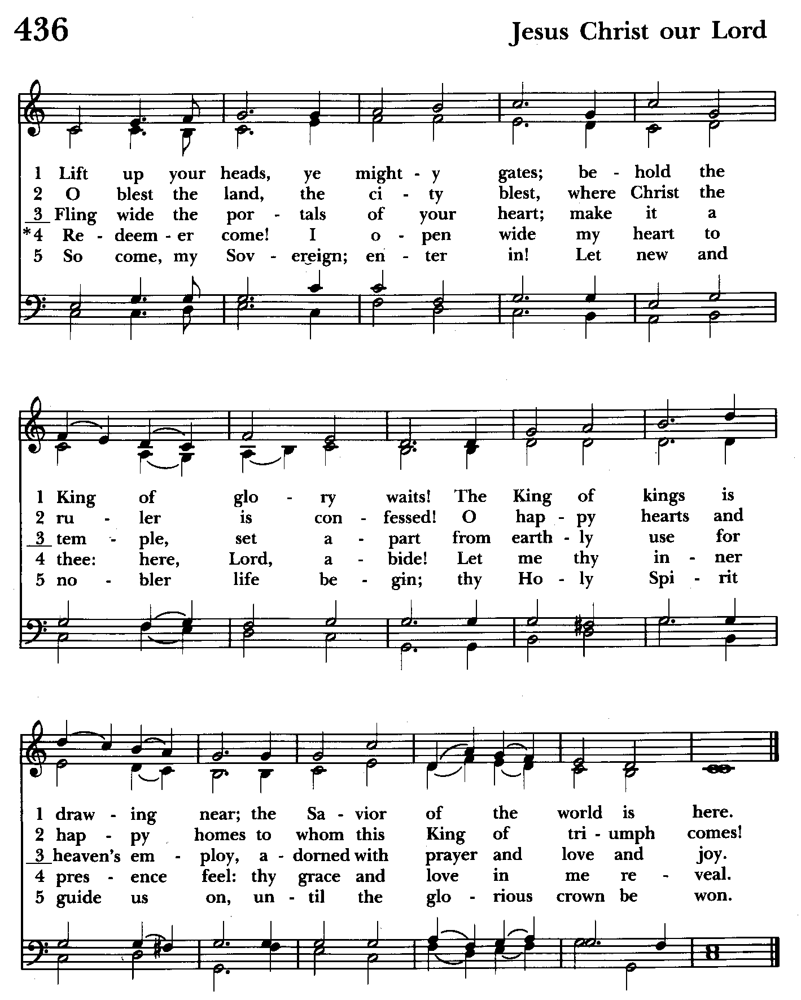 436 Jesus Christ our Lord
1 Lift up your heads, ye might - y gates; be - hold the
2 O blest the land, the ci - ty blest, where Christ the
3 Fling wide the por - tals of your heart; make it a
*4 Re - deem - er come! I o - pen wide my heart to
5 So come, my Sov - ereign; en - ter in! Let new and
1 King of glo - ry waits! The King of kings is
2 ru - ler is con - fessed! O hap - py hearts and
3 tem - ple, set a - part from earth - ly use for
4 thee: here, Lord, a - bide! Let me thy in - ner
5 no - bler life be - gin; thy Ho - ly Spi - rit
1 draw - ing near; the Sa - vior of the world is here.
2 hap - py homes to whom this King of tri - umph comes!
3 heaven's em - ploy, a - dorned with prayer and love and joy.
4 pres - ence feel: thy grace and love in me re - veal.
5 guide us on, un - til the glo - rious crown be won.